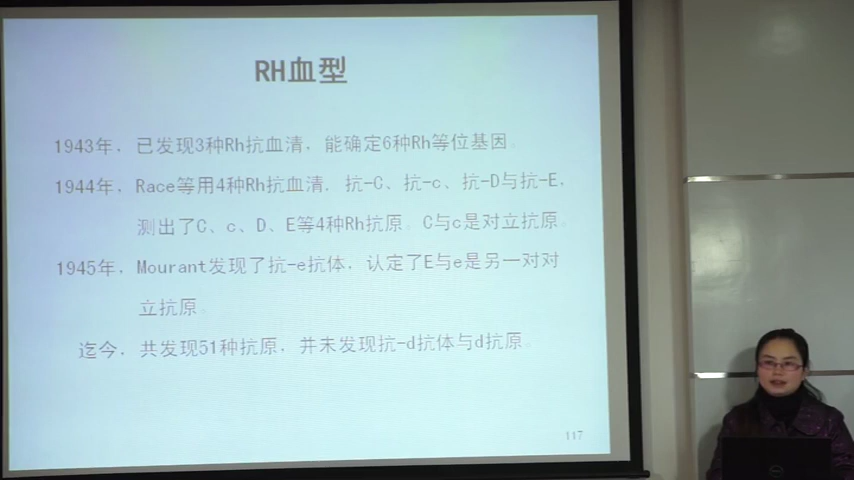 RH血型
1943年，已发现3种Rh抗血清，能确定6种Rh等位基因。
1944年，Race等用4种Rh抗血清，抗-C、抗-c、抗-D与抗-E，
测出了C、c、D、E等4种Rh抗原。C与c是对立抗原。
1945年，Mourant发现了抗-e抗体，认定了E与e是另一对对
立抗原。
迄今，共发现51种抗原，并未发现抗-d抗体与d抗原。
117